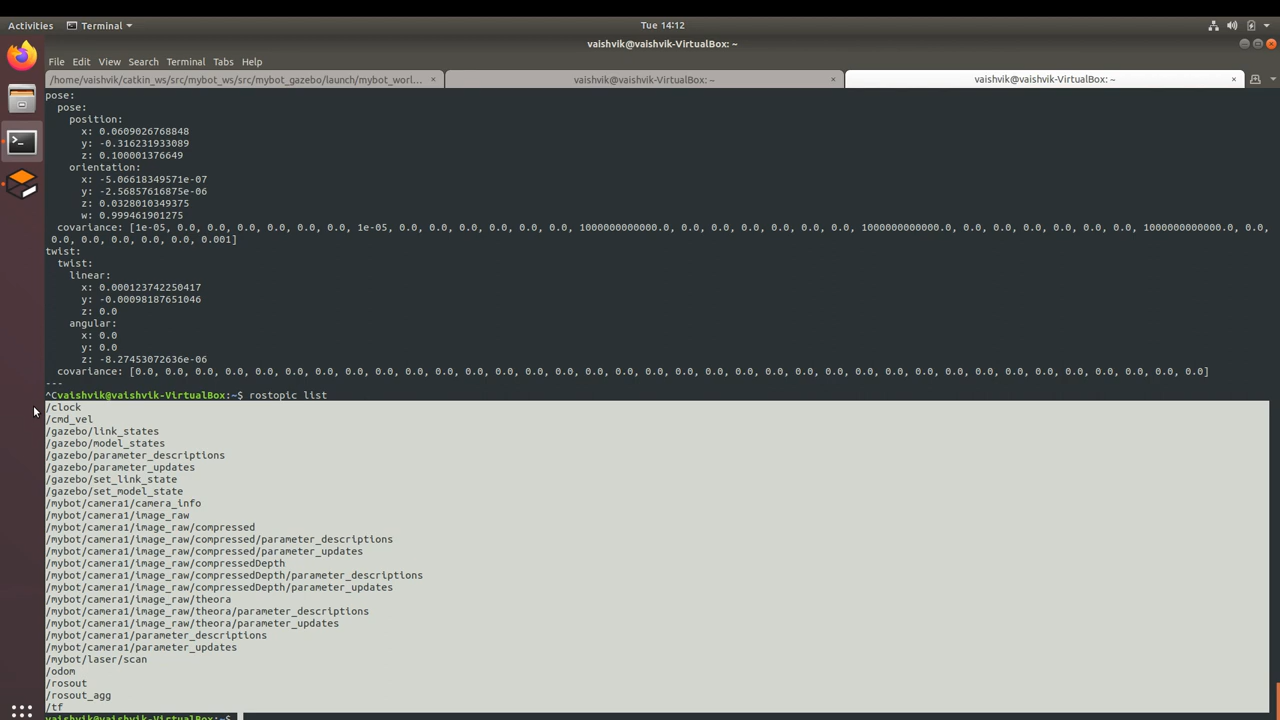 Activities
Terminal
Tue 14:12
vaishvik@vaishvik-VirtualBox: ~
File Edit View Search Terminal Tabs Help
/home/vaishvik/catkin_ws/src/mybot_ws/src/mybot_gazebo/launch/mybot_worl... ×
vaishvik@vaishvik-VirtualBox: ~ ×
vaishvik@vaishvik-VirtualBox: ~ ×
pose:
pose:
position:
x: 0.0609026768848
y: -0.316231933089
z: 0.100001376649
orientation:
x: -5.06618349571e-07
y: -2.56857616875e-06
z: 0.0328010349375
w: 0.999461901275
covariance: [1e-05, 0.0, 0.0, 0.0, 0.0, 0.0, 0.0, 1e-05, 0.0, 0.0, 0.0, 0.0, 0.0, 0.0, 1000000000000.0, 0.0, 0.0, 0.0, 0.0, 0.0, 0.0, 1000000000000.0, 0.0, 0.0, 0.0, 0.0, 0.0, 0.0, 1000000000000.0, 0.0, 0.0,
0.0, 0.0, 0.0, 0.0, 0.0, 0.001]
twist:
twist:
linear:
x: 0.000123742250417
y: -0.00098187651046
z: 0.0
angular:
x: 0.0
y: 0.0
z: -8.27453072636e-06
covariance: [0.0, 0.0, 0.0, 0.0, 0.0, 0.0, 0.0, 0.0, 0.0, 0.0, 0.0, 0.0, 0.0, 0.0, 0.0, 0.0, 0.0, 0.0, 0.0, 0.0, 0.0, 0.0, 0.0, 0.0, 0.0, 0.0, 0.0, 0.0, 0.0, 0.0, 0.0, 0.0, 0.0, 0.0, 0.0, 0.0]
---
^Cvaishvik@vaishvik-VirtualBox:~$ rostopic list
/clock
/cmd_vel
/gazebo/link_states
/gazebo/model_states
/gazebo/parameter_descriptions
/gazebo/parameter_updates
/gazebo/set_link_state
/gazebo/set_model_state
/mybot/camera1/camera_info
/mybot/camera1/image_raw
/mybot/camera1/image_raw/compressed
/mybot/camera1/image_raw/compressed/parameter_descriptions
/mybot/camera1/image_raw/compressed/parameter_updates
/mybot/camera1/image_raw/compressedDepth
/mybot/camera1/image_raw/compressedDepth/parameter_descriptions
/mybot/camera1/image_raw/compressedDepth/parameter_updates
/mybot/camera1/image_raw/theora
/mybot/camera1/image_raw/theora/parameter_descriptions
/mybot/camera1/image_raw/theora/parameter_updates
/mybot/camera1/parameter_descriptions
/mybot/camera1/parameter_updates
/mybot/laser/scan
/odom
/rosout
/rosout_agg
/tf
vaishvik@vaishvik-VirtualBox:~$